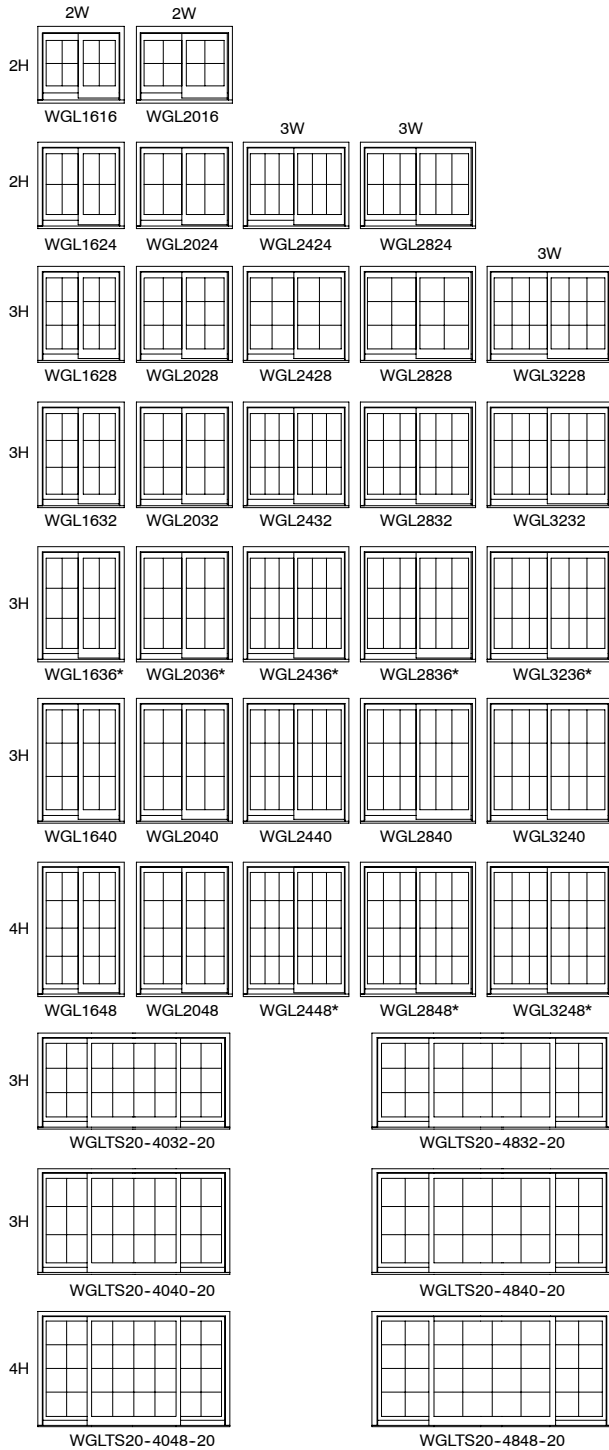 2W 2W
2H
WGL1616 WGL2016
3W 3W
2H
WGL1624 WGL2024 WGL2424 WGL2824
3W
3H
WGL1628 WGL2028 WGL2428 WGL2828 WGL3228
3H
WGL1632 WGL2032 WGL2432 WGL2832 WGL3232
3H
WGL1636* WGL2036* WGL2436* WGL2836* WGL3236*
3H
WGL1640 WGL2040 WGL2440 WGL2840 WGL3240
4H
WGL1648 WGL2048 WGL2448* WGL2848* WGL3248*
3H
WGLTS20-4032-20 WGLTS20-4832-20
3H
WGLTS20-4040-20 WGLTS20-4840-20
4H
WGLTS20-4048-20 WGLTS20-4848-20